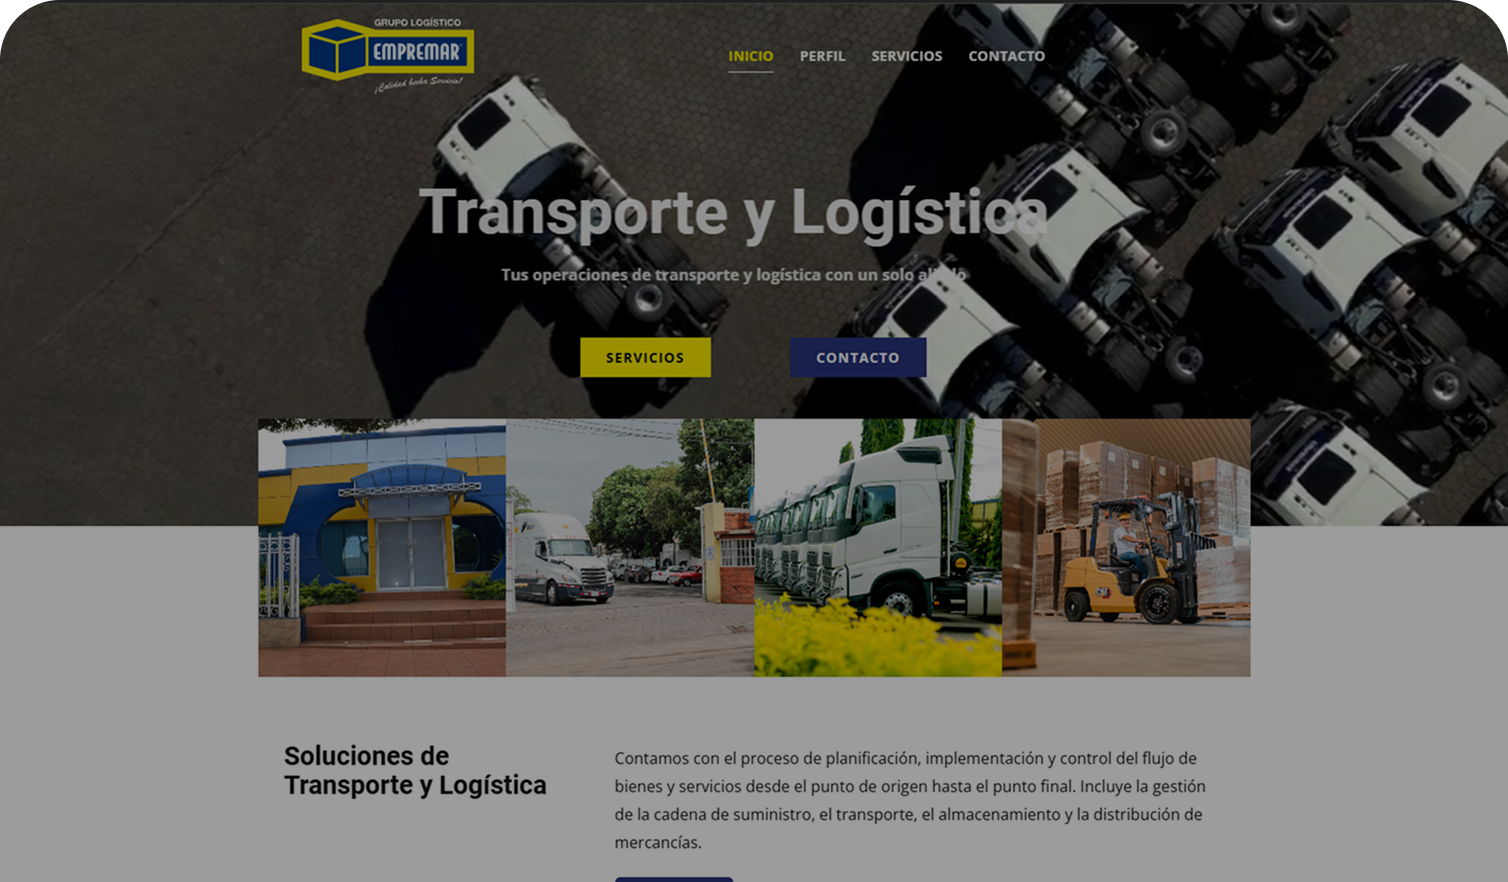 GRUPO LOGÍSTICO
EMPREMAR
¡Calidad hecha Servicio!
INICIO PERFIL SERVICIOS CONTACTO
Transporte y Logística
Tus operaciones de transporte y logística con un solo aliado
SERVICIOS CONTACTO
Soluciones de
Transporte y Logística
Contamos con el proceso de planificación, implementación y control del flujo de
bienes y servicios desde el punto de origen hasta el punto final. Incluye la gestión
de la cadena de suministro, el transporte, el almacenamiento y la distribución de
mercancías.